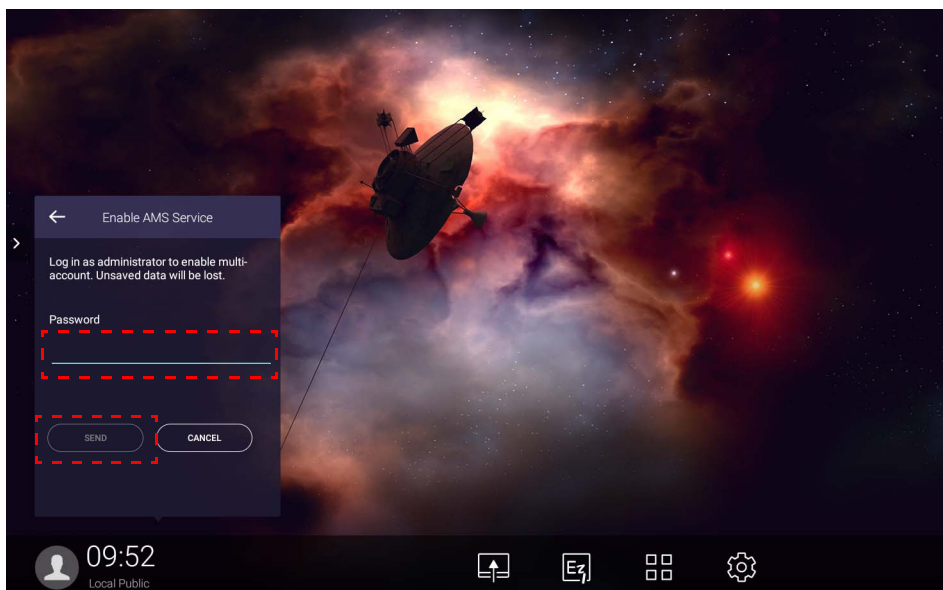 Enable AMS Service
Log in as administrator to enable multi-
account. Unsaved data will be lost.
Password
SEND
CANCEL
09:52
Local Public